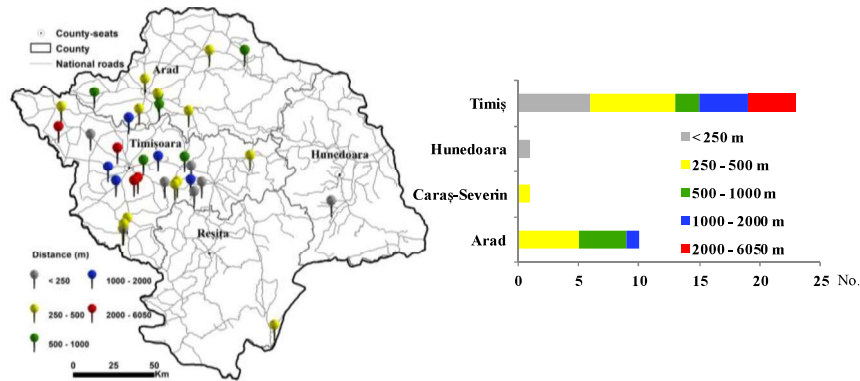 County-seats
County
National roads
Arad
Timișoara
Hunedoara
Reșița
Distance (m)
< 250
1000 - 2000
250 - 500
2000 - 6050
500 - 1000
0 25 50
Km
Timiș
Hunedoara
Caraș-Severin
Arad
< 250 m
250 - 500 m
500 - 1000 m
1000 - 2000 m
2000 - 6050 m
0 5 10 15 20 25 No.